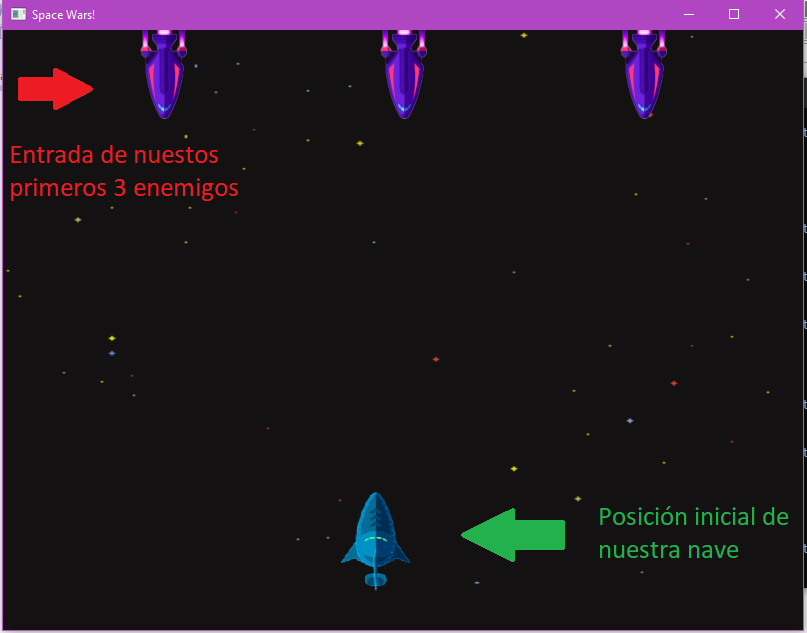 Space Wars!
Entrada de nuestos
primeros 3 enemigos
Posición inicial de
nuestra nave